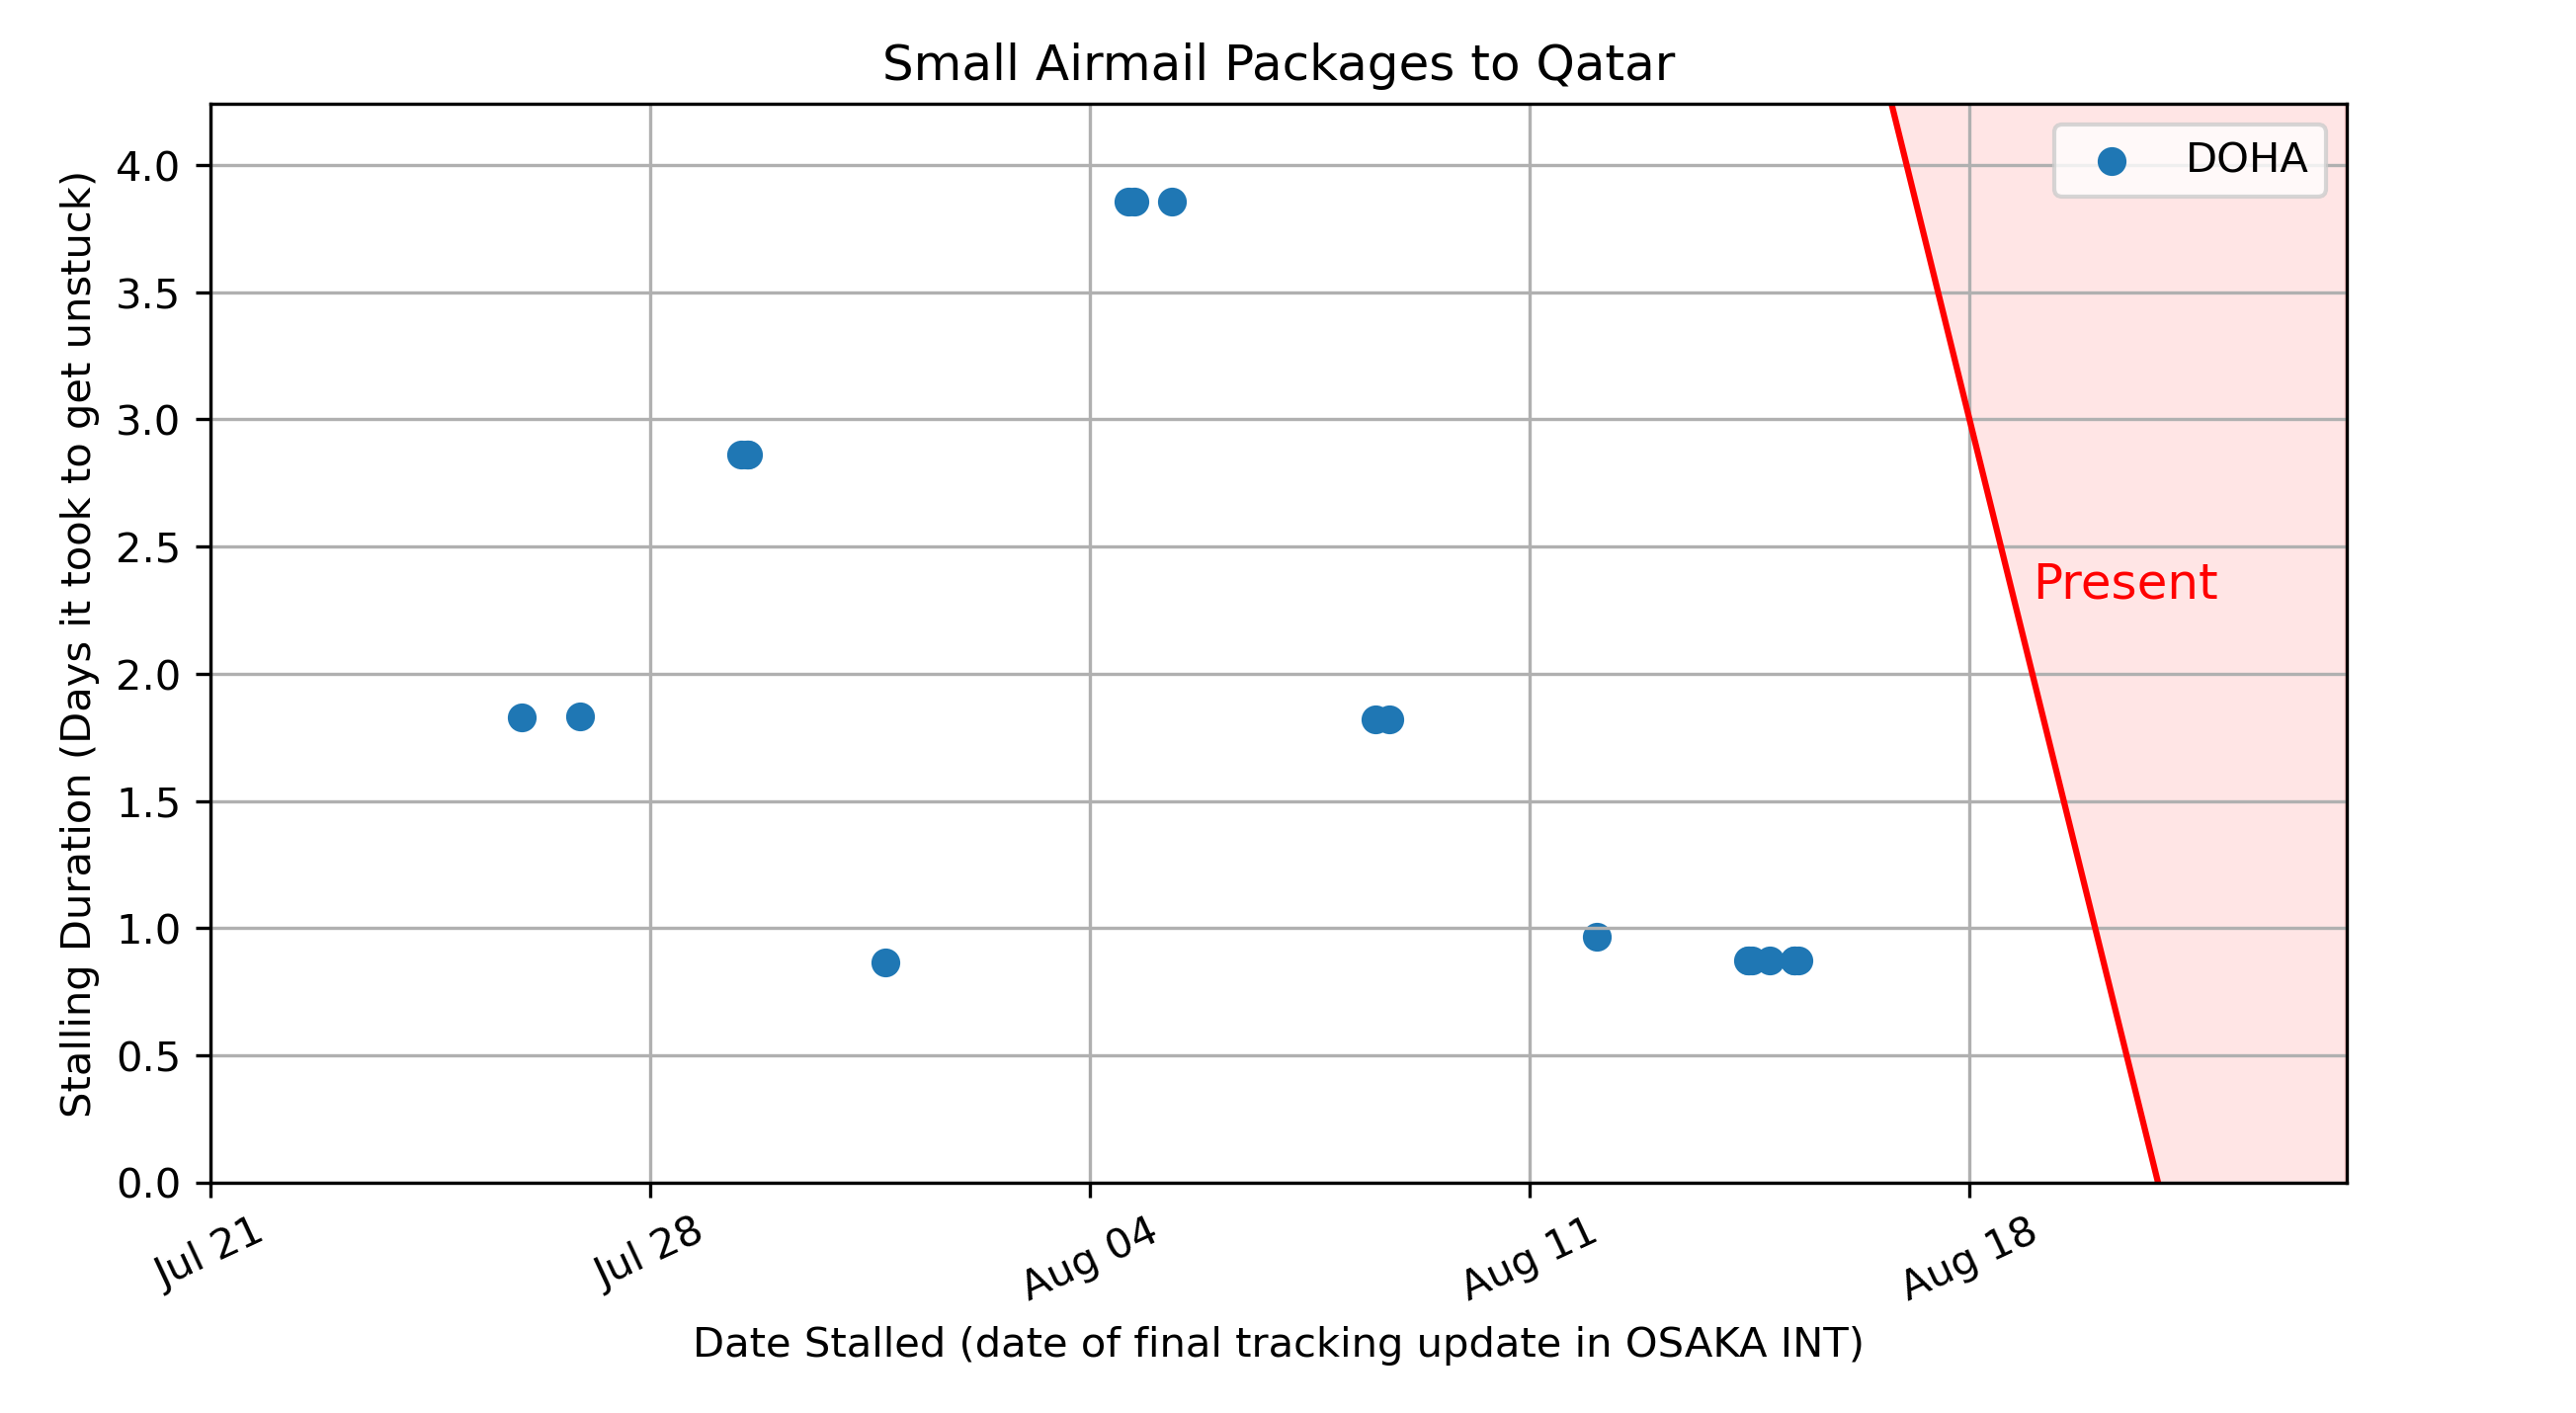 Small Airmail Packages to Qatar
DOHA
Present
Stalling Duration (Days it took to get unstuck)
4.0
3.5
3.0
2.5
2.0
1.5
1.0
0.5
0.0
Jul 21
Jul 28
Aug 04
Aug 11
Aug 18
Date Stalled (date of final tracking update in OSAKA INT)